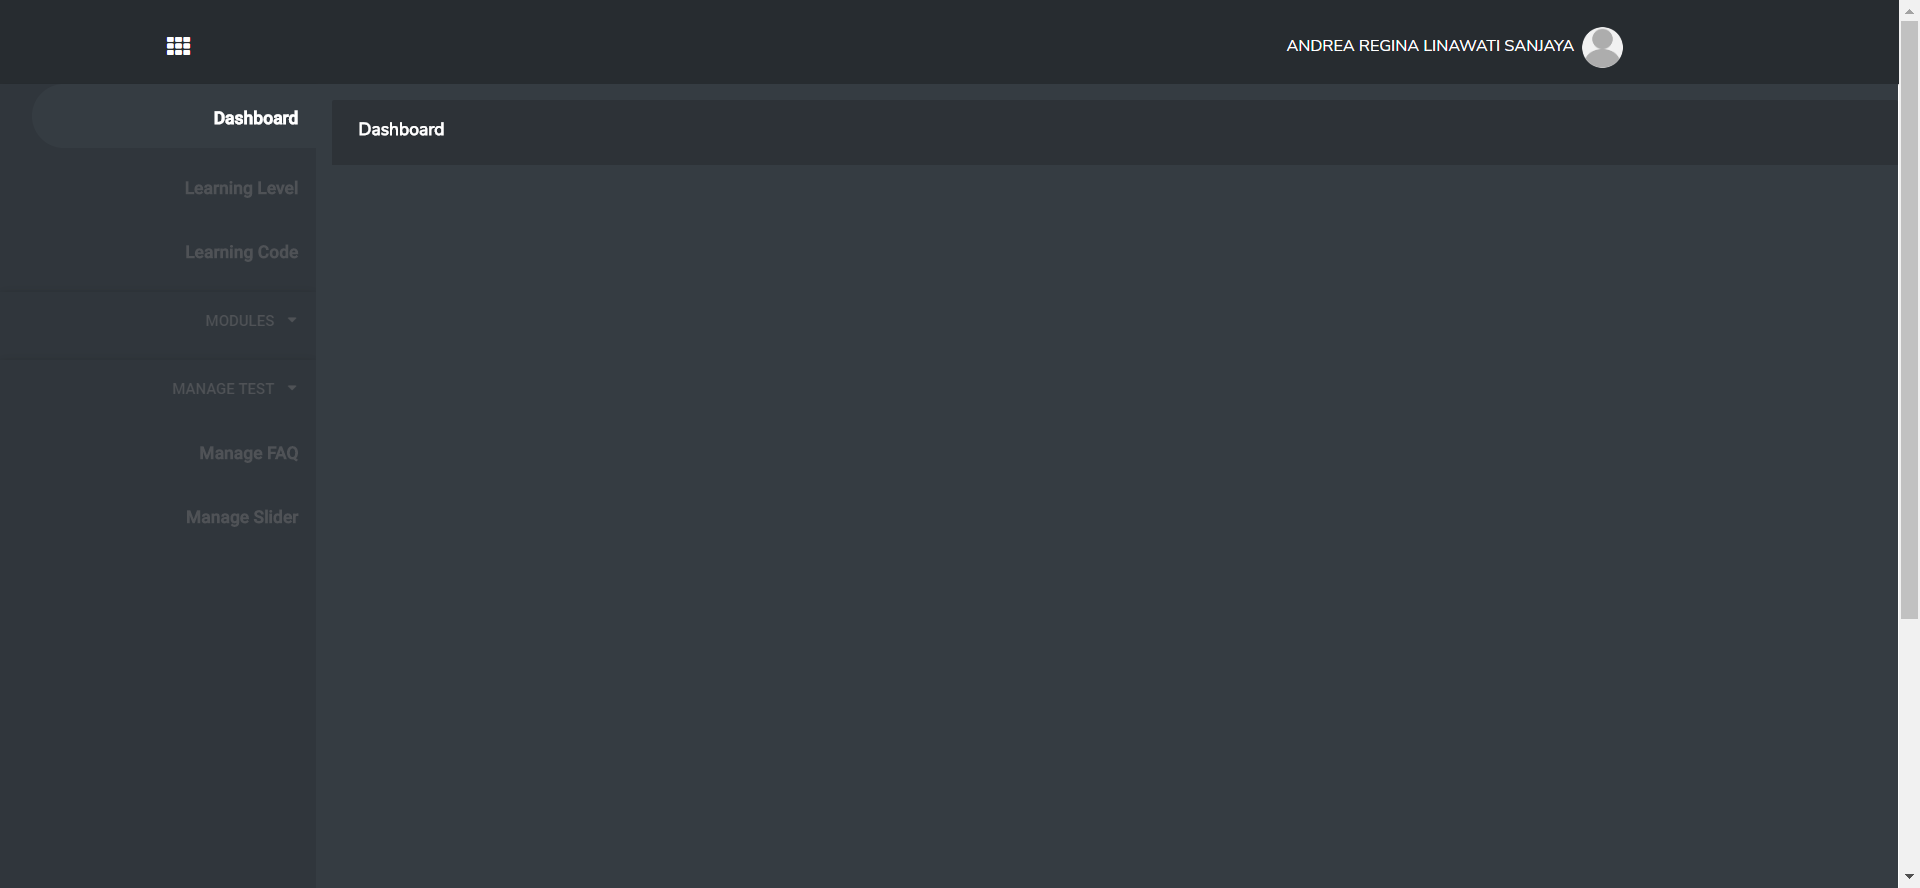 ANDREA REGINA LINAWATI SANJAYA
Dashboard
Dashboard
Learning Level
Learning Code
MODULES
MANAGE TEST
Manage FAQ
Manage Slider